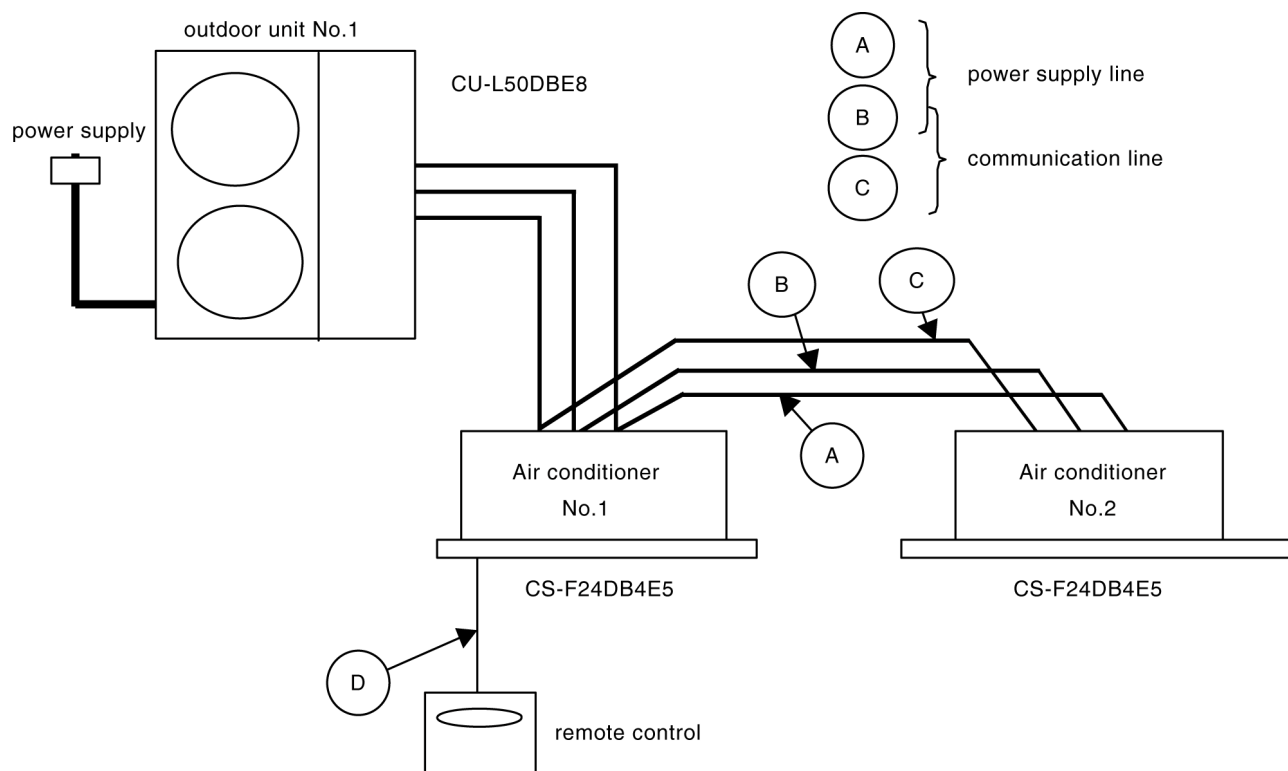 outdoor unit No.1
CU-L50DBE8
power supply
A
B
C
power supply line
communication line
B
C
A
Air conditioner
No.1
Air conditioner
No.2
CS-F24DB4E5
CS-F24DB4E5
D
remote control